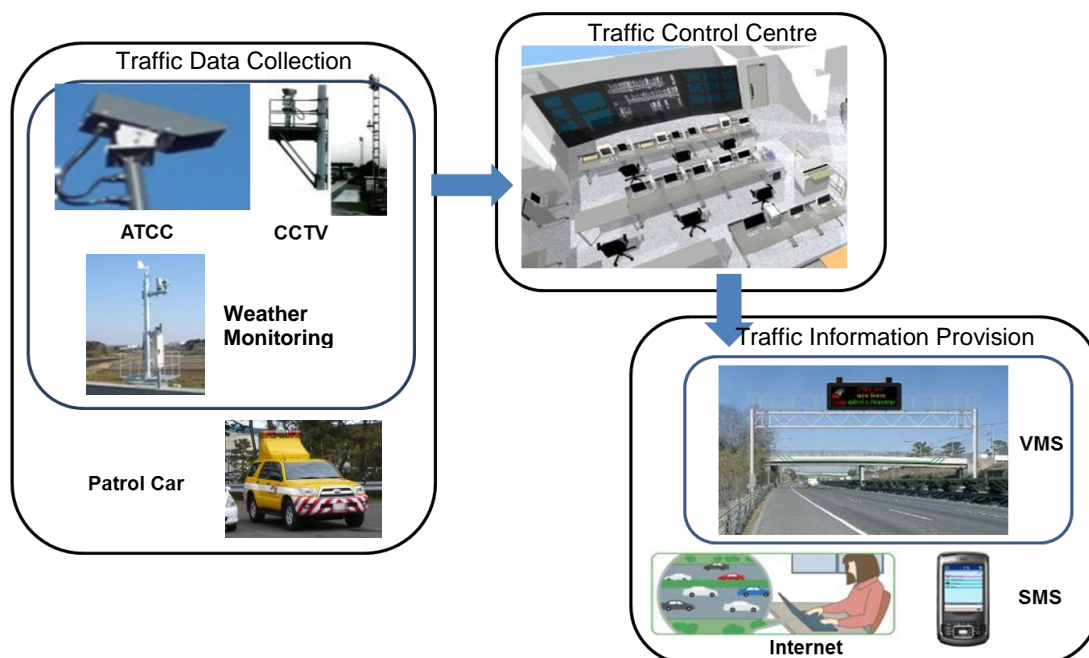 Traffic Data Collection
ATCC
CCTV
Weather
Monitoring
Patrol Car
Traffic Control Centre
Traffic Information Provision
VMS
SMS
Internet